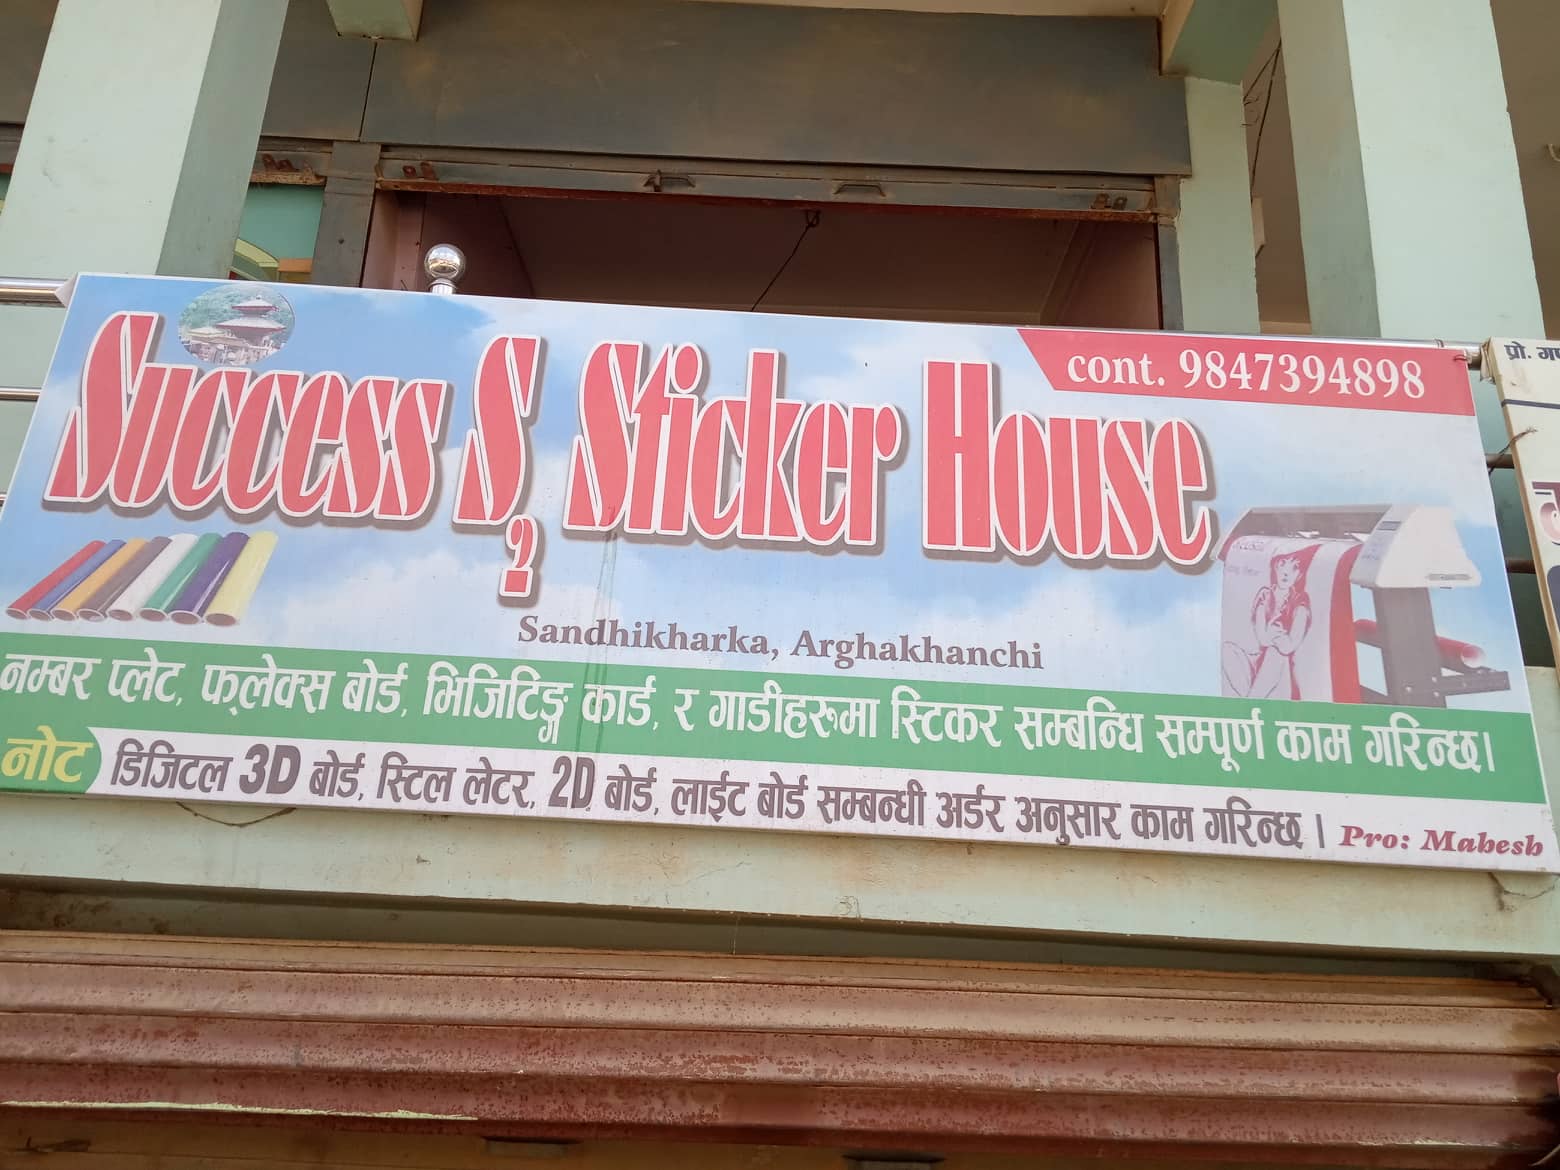 cont. 9847394898
Success S2 Sticker House
Sandhikharka, Arghakhanchi
नम्बर प्लेट, फ्लेक्स बोर्ड, भिजिटिङ्ग कार्ड, र गाडीहरुमा स्टिकर सम्बन्धि सम्पूर्ण काम गरिन्छ।
नोट डिजिटल 3D बोर्ड, स्टिल लेटर, 2D बोर्ड, लाईट बोर्ड सम्बन्धी अर्डर अनुसार काम गरिन्छ । Pro: Mahesh
प्रो.